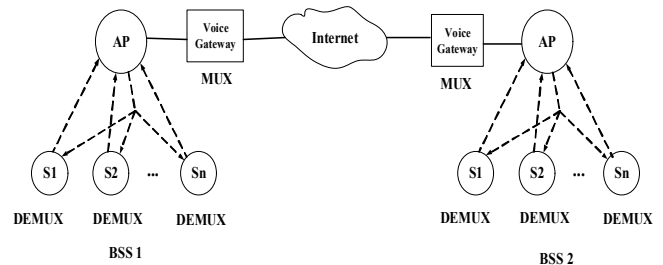 AP
Voice
Gateway
MUX
Internet
Voice
Gateway
MUX
AP
S1
S2
...
Sn
DEMUX
DEMUX
DEMUX
BSS 1
S1
S2
...
Sn
DEMUX
DEMUX
DEMUX
BSS 2